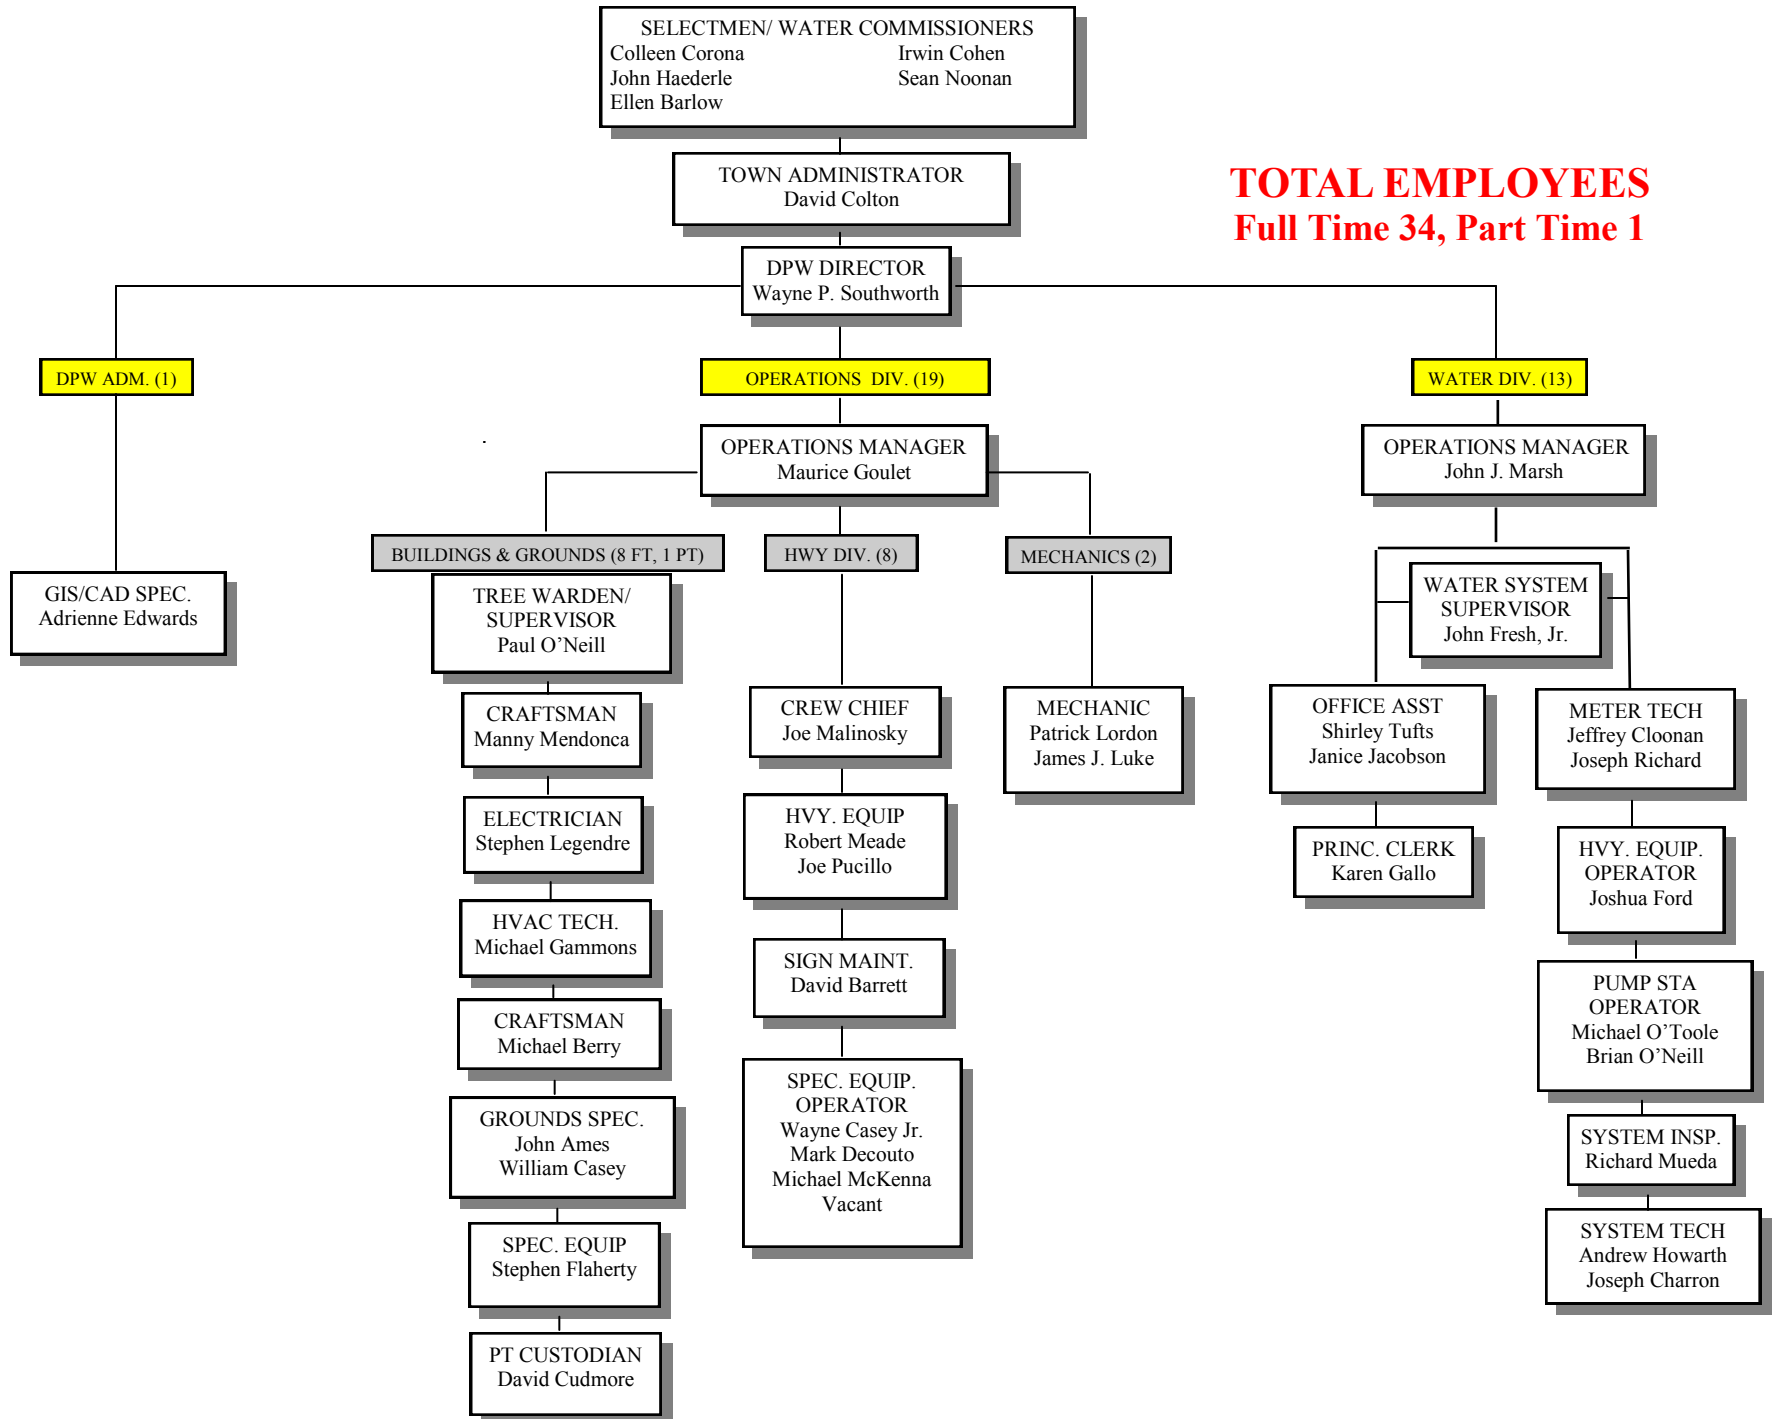 SELECTMEN/ WATER COMMISSIONERS
Colleen Corona Irwin Cohen
John Haederle Sean Noonan
Ellen Barlow
TOWN ADMINISTRATOR
David Colton
TOTAL EMPLOYEES
Full Time 34, Part Time 1
DPW DIRECTOR
Wayne P. Southworth
DPW ADM. (1)
GIS/CAD SPEC.
Adrienne Edwards
OPERATIONS DIV. (19)
OPERATIONS MANAGER
Maurice Goulet
BUILDINGS & GROUNDS (8 FT, 1 PT)
TREE WARDEN/
SUPERVISOR
Paul O’Neill
CRAFTSMAN
Manny Mendonca
ELECTRICIAN
Stephen Legendre
HVAC TECH.
Michael Gammons
CRAFTSMAN
Michael Berry
GROUNDS SPEC.
John Ames
William Casey
SPEC. EQUIP
Stephen Flaherty
PT CUSTODIAN
David Cudmore
HWY DIV. (8)
CREW CHIEF
Joe Malinosky
HVY. EQUIP
Robert Meade
Joe Pucillo
SIGN MAINT.
David Barrett
SPEC. EQUIP.
OPERATOR
Wayne Casey Jr.
Mark Decouto
Michael McKenna
Vacant
MECHANICS (2)
MECHANIC
Patrick Lordon
James J. Luke
WATER DIV. (13)
OPERATIONS MANAGER
John J. Marsh
WATER SYSTEM
SUPERVISOR
John Fresh, Jr.
OFFICE ASST
Shirley Tufts
Janice Jacobson
PRINC. CLERK
Karen Gallo
METER TECH
Jeffrey Cloonan
Joseph Richard
HVY. EQUIP.
OPERATOR
Joshua Ford
PUMP STA
OPERATOR
Michael O’Toole
Brian O’Neill
SYSTEM INSP.
Richard Mueda
SYSTEM TECH
Andrew Howarth
Joseph Charron